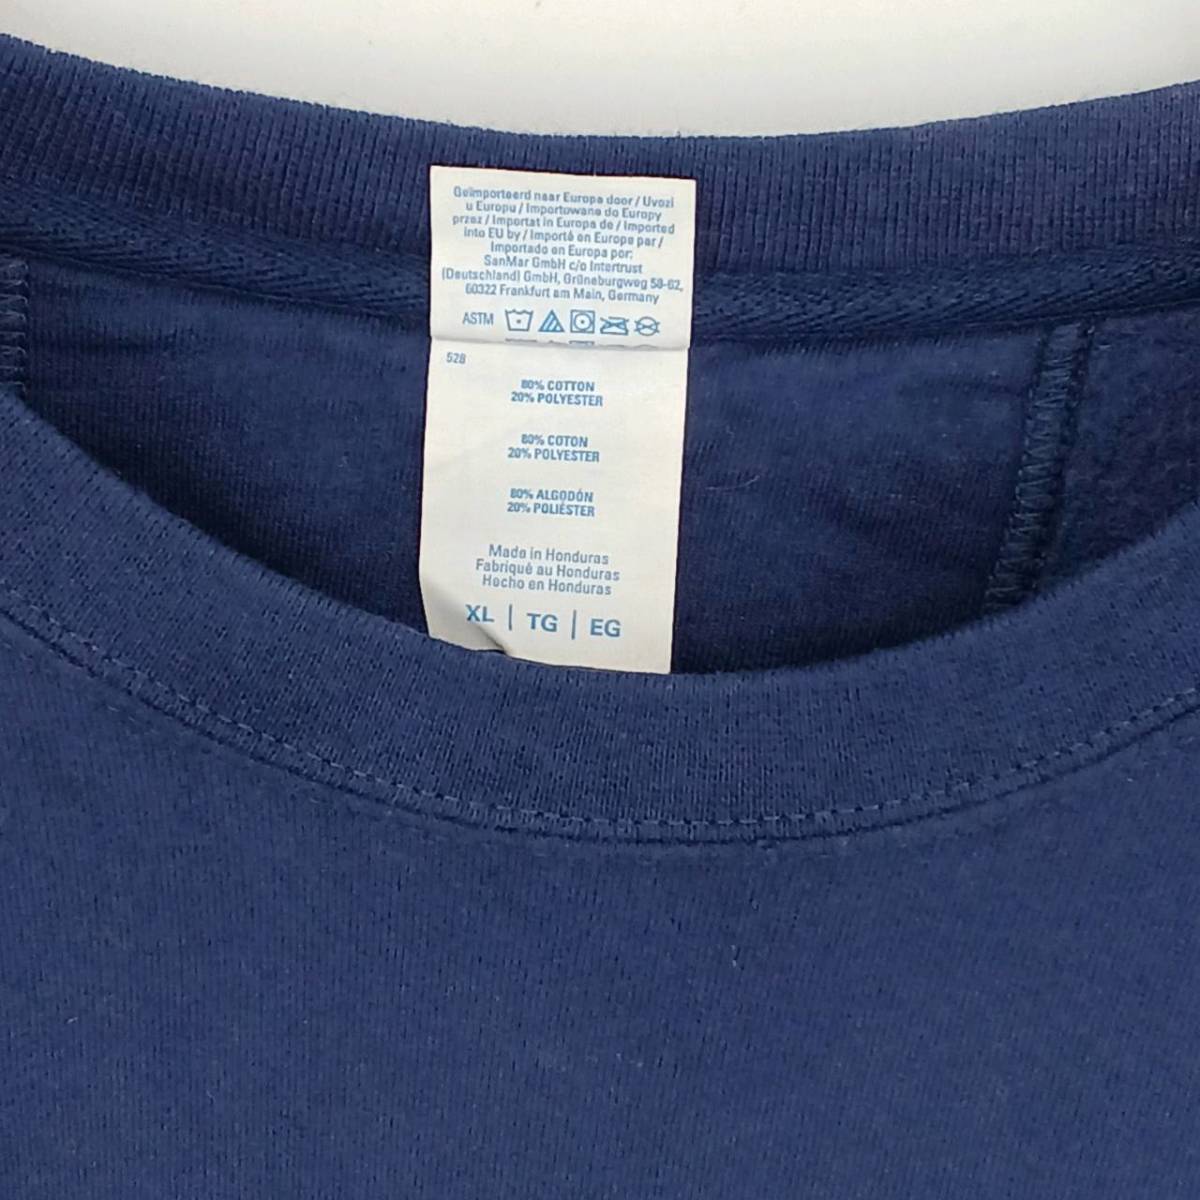 Geïmporteerd naar Europa door / Uvozi
u Europu / Importowane do Europy
przez / Importat in Europa de / Imported
into EU by / Importé en Europe par /
Importado en Europa por:
SanMar GmbH c/o Intertrust
(Deutschland) GmbH, Grüneburgweg 58-62,
60322 Frankfurt am Main, Germany
ASTM
528
80% COTTON
20% POLYESTER
80% COTON
20% POLYESTER
80% ALGODÓN
20% POLIÉSTER
Made in Honduras
Fabriqué au Honduras
Hecho en Honduras
XL | TG | EG